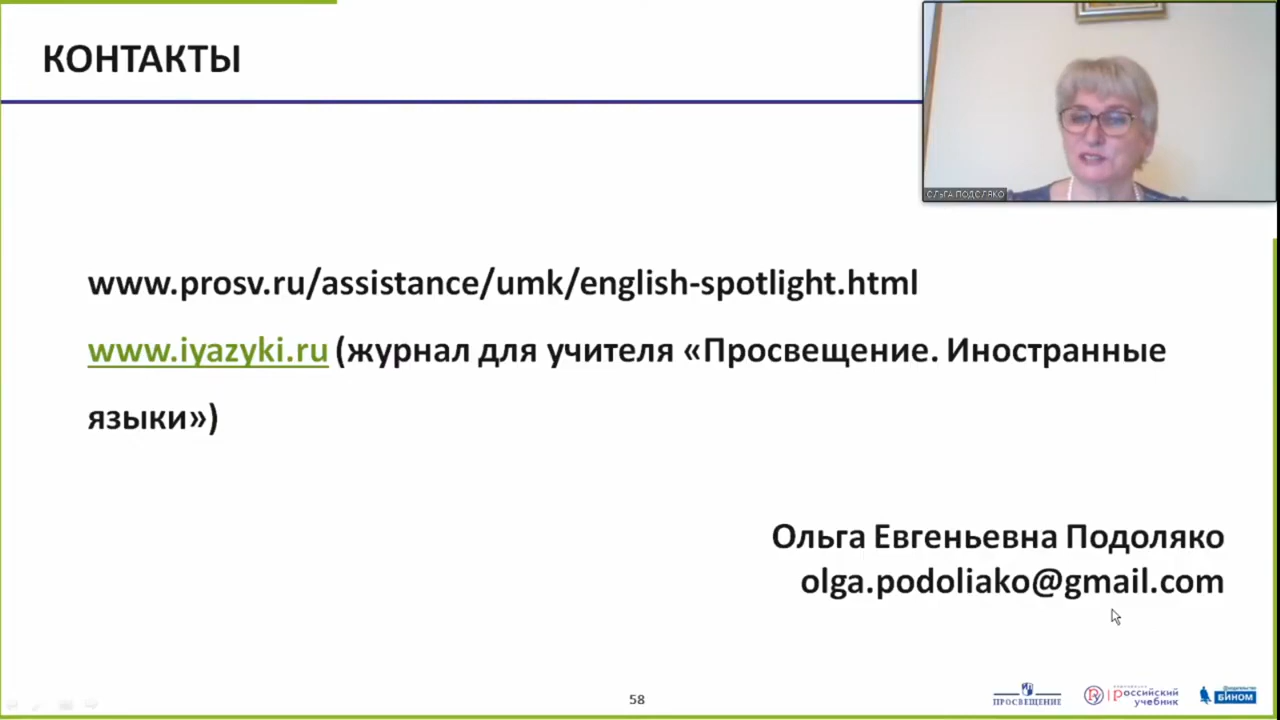 КОНТАКТЫ
ОЛЬГА ПОДОЛЯКО
www.prosv.ru/assistance/umk/english-spotlight.html
www.iyazyki.ru (журнал для учителя «Просвещение. Иностранные
языки»)
Ольга Евгеньевна Подоляко
olga.podoliako@gmail.com
58
ПРОСВЕЩЕНИЕ
Российский
учебник
БИНОМ